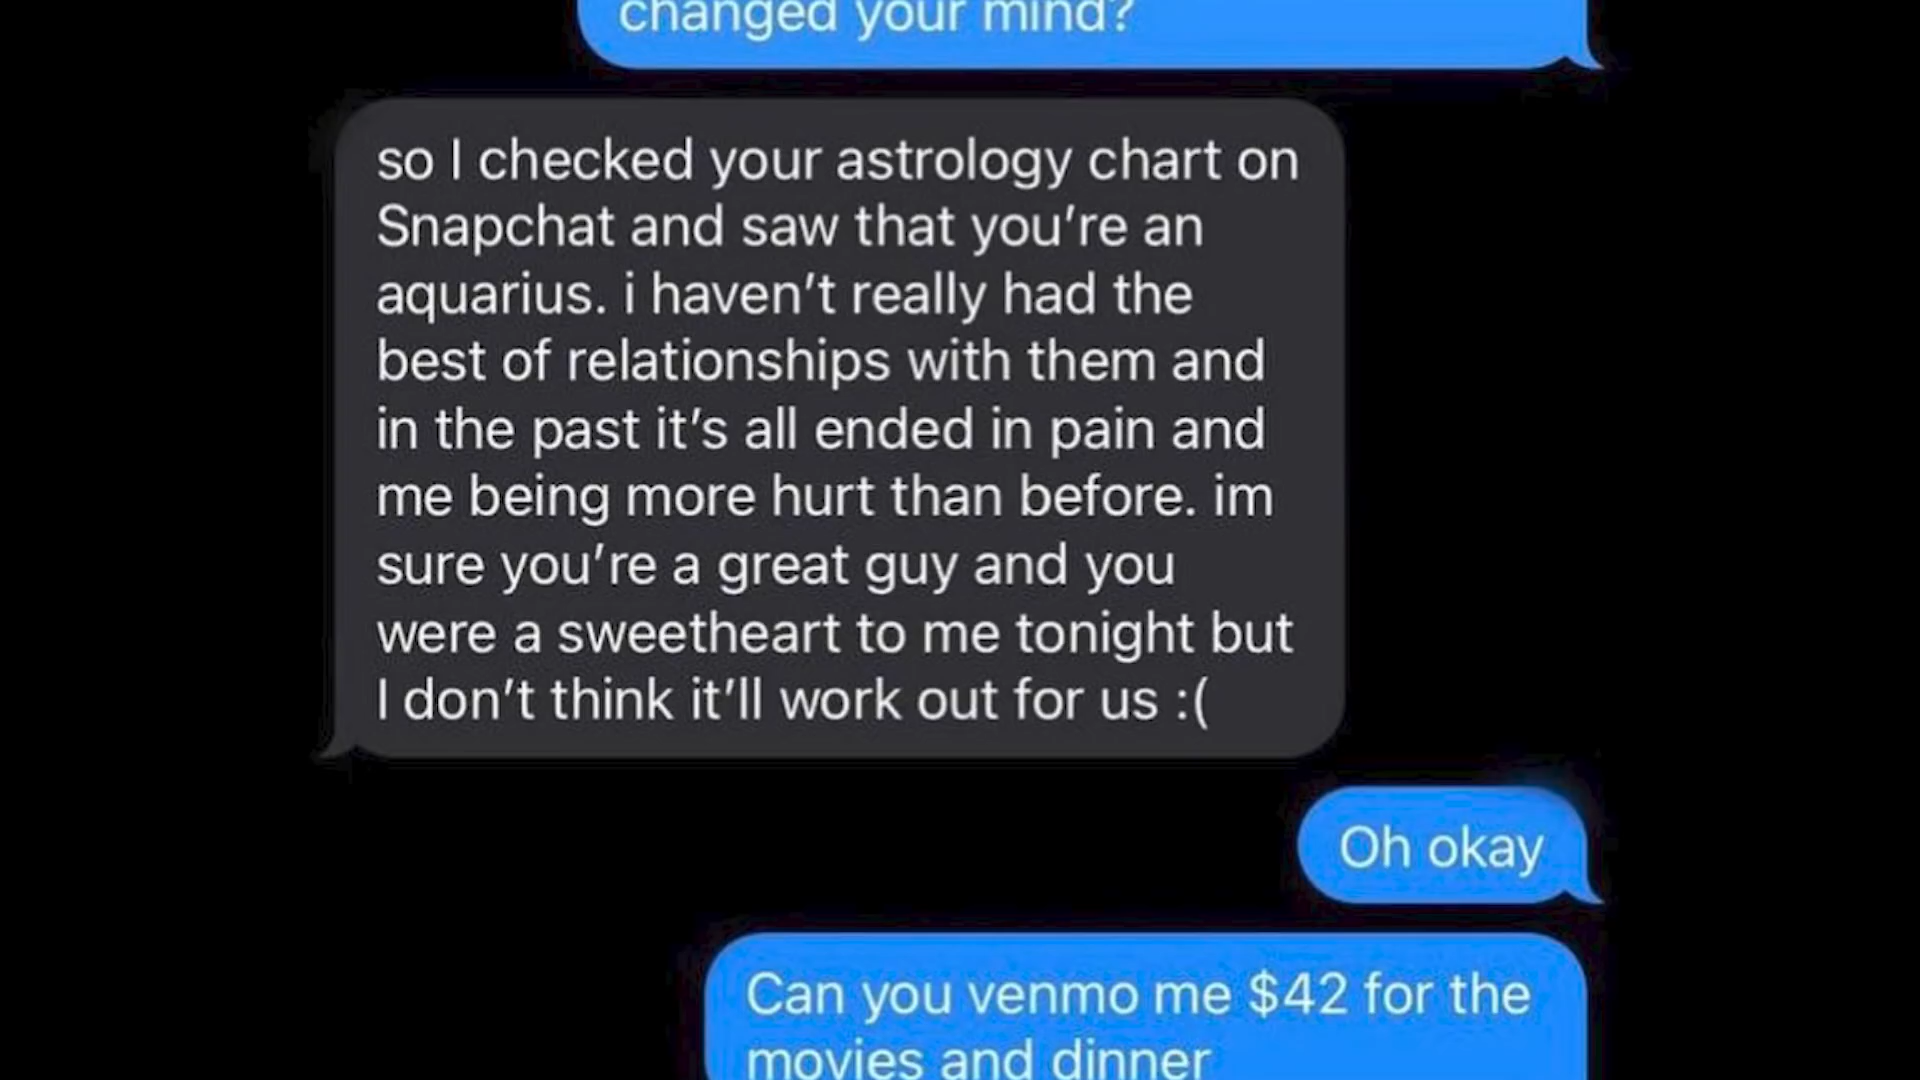 changed your mind?
so I checked your astrology chart on
Snapchat and saw that you're an
aquarius. i haven't really had the
best of relationships with them and
in the past it's all ended in pain and
me being more hurt than before. im
sure you're a great guy and you
were a sweetheart to me tonight but
I don't think it'll work out for us :(
Oh okay
Can you venmo me $42 for the
movies and dinner